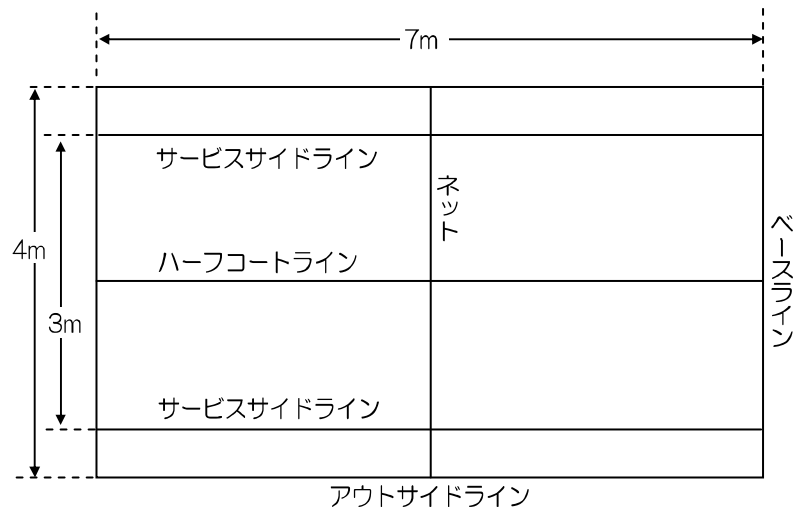 7m
サービスサイドライン
ネット
4m
ハーフコートライン
ベースライン
3m
サービスサイドライン
アウトサイドライン